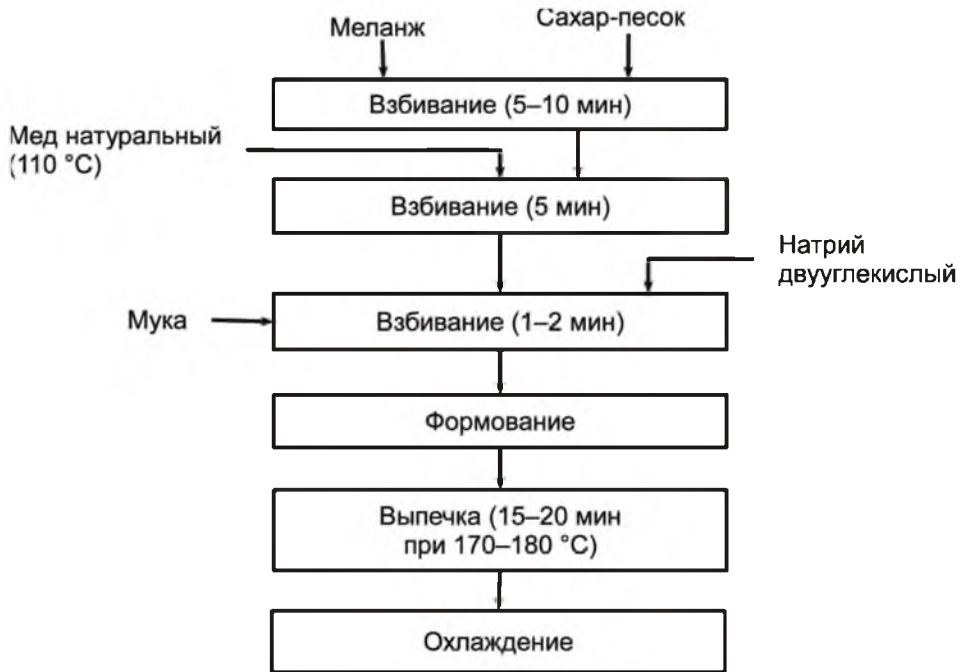 Меланж
Сахар-песок
Взбивание (5–10 мин)
Мед натуральный
(110 °C)
Взбивание (5 мин)
Натрий
двууглекислый
Мука
Взбивание (1–2 мин)
Формование
Выпечка (15–20 мин
при 170–180 °C)
Охлаждение